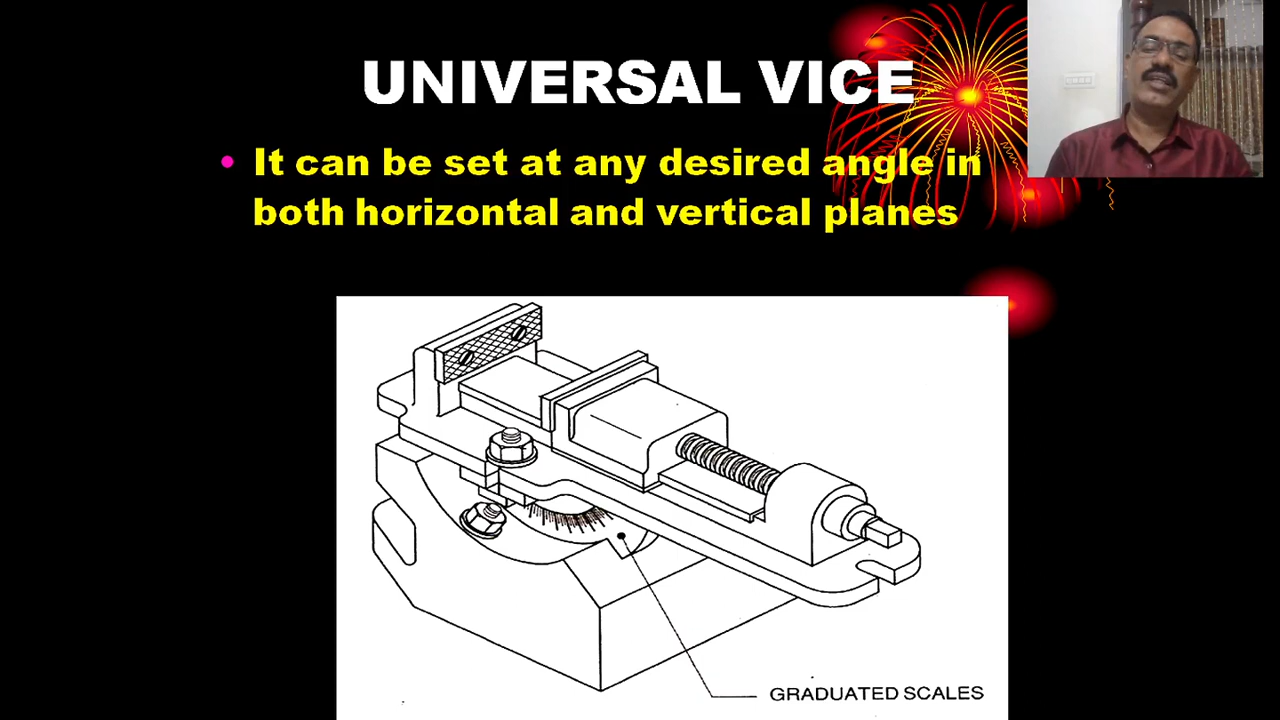 UNIVERSAL VICE
• It can be set at any desired angle in
both horizontal and vertical planes
GRADUATED SCALES